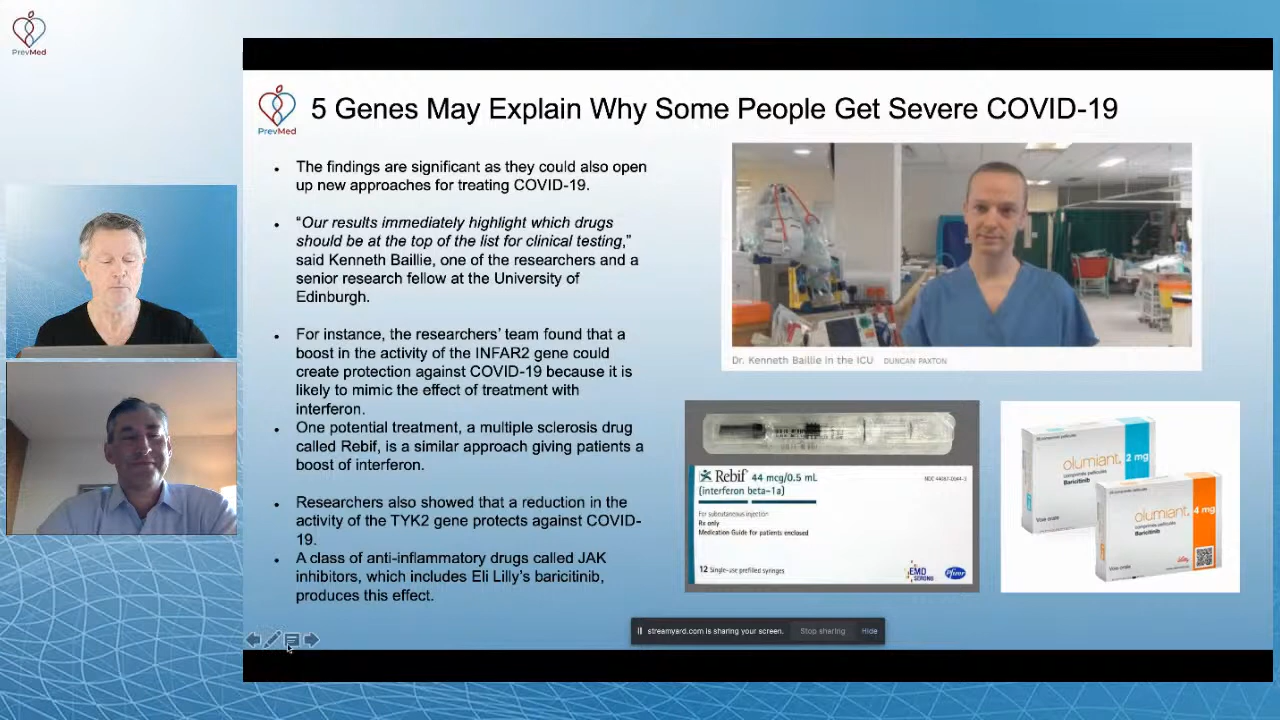 PrevMed
PrevMed
5 Genes May Explain Why Some People Get Severe COVID-19
The findings are significant as they could also open
up new approaches for treating COVID-19.
“Our results immediately highlight which drugs
should be at the top of the list for clinical testing,”
said Kenneth Baillie, one of the researchers and a
senior research fellow at the University of
Edinburgh.
For instance, the researchers’ team found that a
boost in the activity of the INFAR2 gene could
create protection against COVID-19 because it is
likely to mimic the effect of treatment with
interferon.
One potential treatment, a multiple sclerosis drug
called Rebif, is a similar approach giving patients a
boost of interferon.
Researchers also showed that a reduction in the
activity of the TYK2 gene protects against COVID-
19.
A class of anti-inflammatory drugs called JAK
inhibitors, which includes Eli Lilly’s baricitinib,
produces this effect.
Dr. Kenneth Baillie in the ICU DUNCAN PAXTON
Rebif 44 mcg/0.5 mL
(interferon beta-1a)
For subcutaneous injection
Rx only
Medication Guide for patients enclosed
12 Single-use prefilled syringes
EMD
SERONO
Pfizer
olumiant 2 mg
comprimés pelliculés
Baricitinib
Voie orale
olumiant 4 mg
comprimés pelliculés
Baricitinib
Voie orale
streamyard.com is sharing your screen. Stop sharing Hide